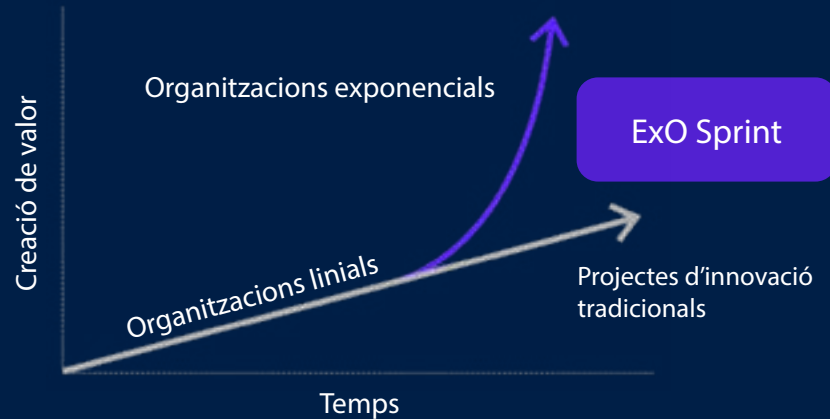 Organitzacions exponencials
ExO Sprint
Creació de valor
Organitzacions linials
Projectes d'innovació
tradicionals
Temps